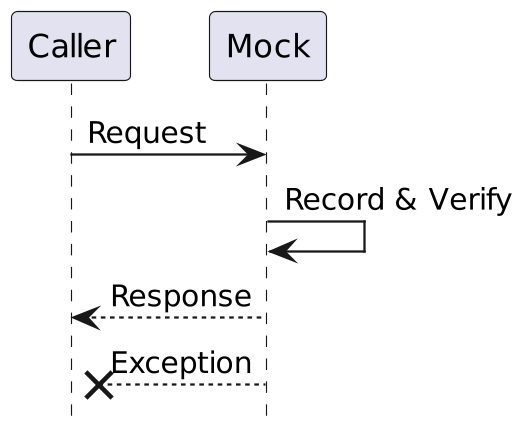 Caller
Mock
Request
Record & Verify
Response
Exception